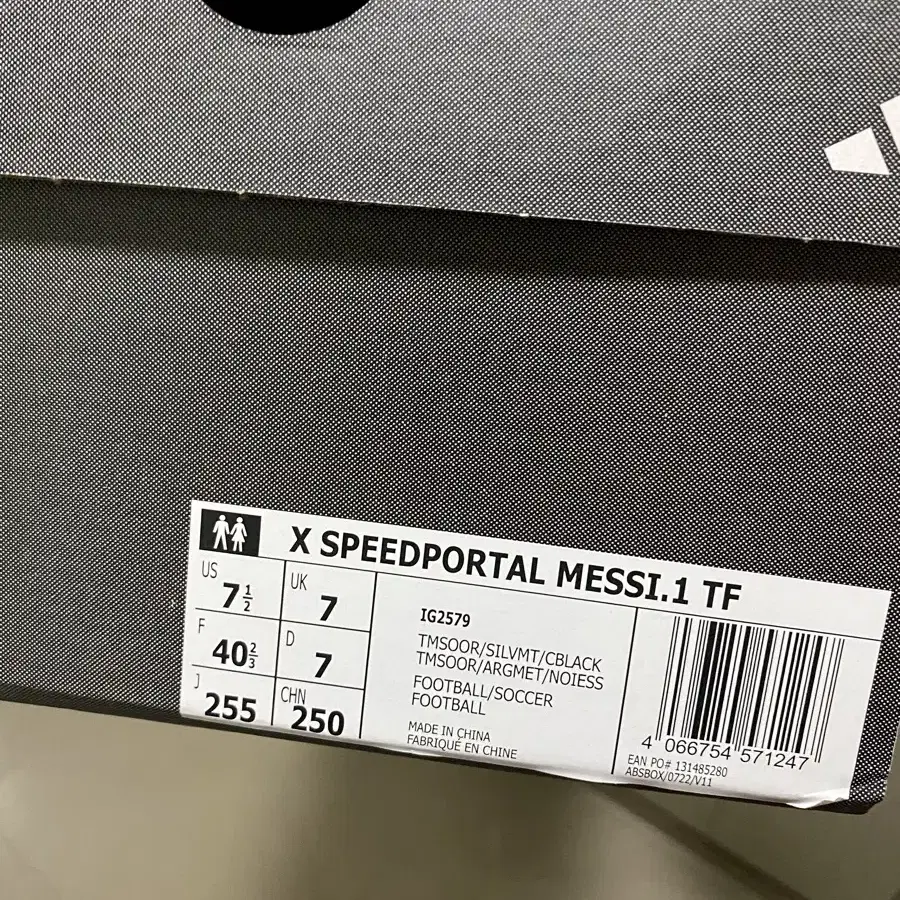 X SPEEDPORTAL MESSI.1 TF
US
7 1/2
UK
7
F
40 2/3
D
7
J
255
CHN
250
IG2579
TMSOOR/SILVMT/CBLACK
TMSOOR/ARGMET/NOIESS
FOOTBALL/SOCCER
FOOTBALL
MADE IN CHINA
FABRIQUÉ EN CHINE
4 066754 571247
EAN PO# 131485280
ABSBOX/0722/V11